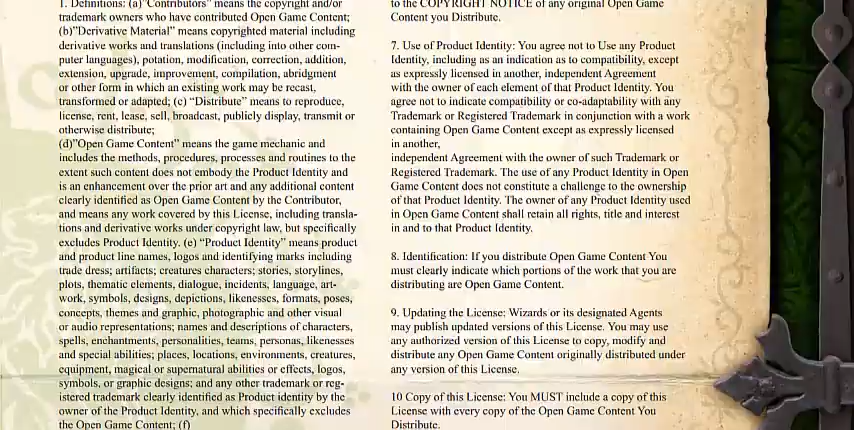 1. Definitions: (a)"Contributors" means the copyright and/or
trademark owners who have contributed Open Game Content;
(b)"Derivative Material" means copyrighted material including
derivative works and translations (including into other com-
puter languages), potation, modification, correction, addition,
extension, upgrade, improvement, compilation, abridgment
or other form in which an existing work may be recast,
transformed or adapted; (c) "Distribute" means to reproduce,
license, rent, lease, sell, broadcast, publicly display, transmit or
otherwise distribute;
(d)"Open Game Content" means the game mechanic and
includes the methods, procedures, processes and routines to the
extent such content does not embody the Product Identity and
is an enhancement over the prior art and any additional content
clearly identified as Open Game Content by the Contributor,
and means any work covered by this License, including transla-
tions and derivative works under copyright law, but specifically
excludes Product Identity. (e) "Product Identity" means product
and product line names, logos and identifying marks including
trade dress; artifacts; creatures characters; stories, storylines,
plots, thematic elements, dialogue, incidents, language, art-
work, symbols, designs, depictions, likenesses, formats, poses,
concepts, themes and graphic, photographic and other visual
or audio representations; names and descriptions of characters,
spells, enchantments, personalities, teams, personas, likenesses
and special abilities; places, locations, environments, creatures,
equipment, magical or supernatural abilities or effects, logos,
symbols, or graphic designs; and any other trademark or reg-
istered trademark clearly identified as Product identity by the
owner of the Product Identity, and which specifically excludes
the Open Game Content; (f)
to the COPYRIGHT NOTICE of any original Open Game
Content you Distribute.
7. Use of Product Identity: You agree not to Use any Product
Identity, including as an indication as to compatibility, except
as expressly licensed in another, independent Agreement
with the owner of each element of that Product Identity. You
agree not to indicate compatibility or co-adaptability with any
Trademark or Registered Trademark in conjunction with a work
containing Open Game Content except as expressly licensed
in another,
independent Agreement with the owner of such Trademark or
Registered Trademark. The use of any Product Identity in Open
Game Content does not constitute a challenge to the ownership
of that Product Identity. The owner of any Product Identity used
in Open Game Content shall retain all rights, title and interest
in and to that Product Identity.
8. Identification: If you distribute Open Game Content You
must clearly indicate which portions of the work that you are
distributing are Open Game Content.
9. Updating the License: Wizards or its designated Agents
may publish updated versions of this License. You may use
any authorized version of this License to copy, modify and
distribute any Open Game Content originally distributed under
any version of this License.
10 Copy of this License: You MUST include a copy of this
License with every copy of the Open Game Content You
Distribute.